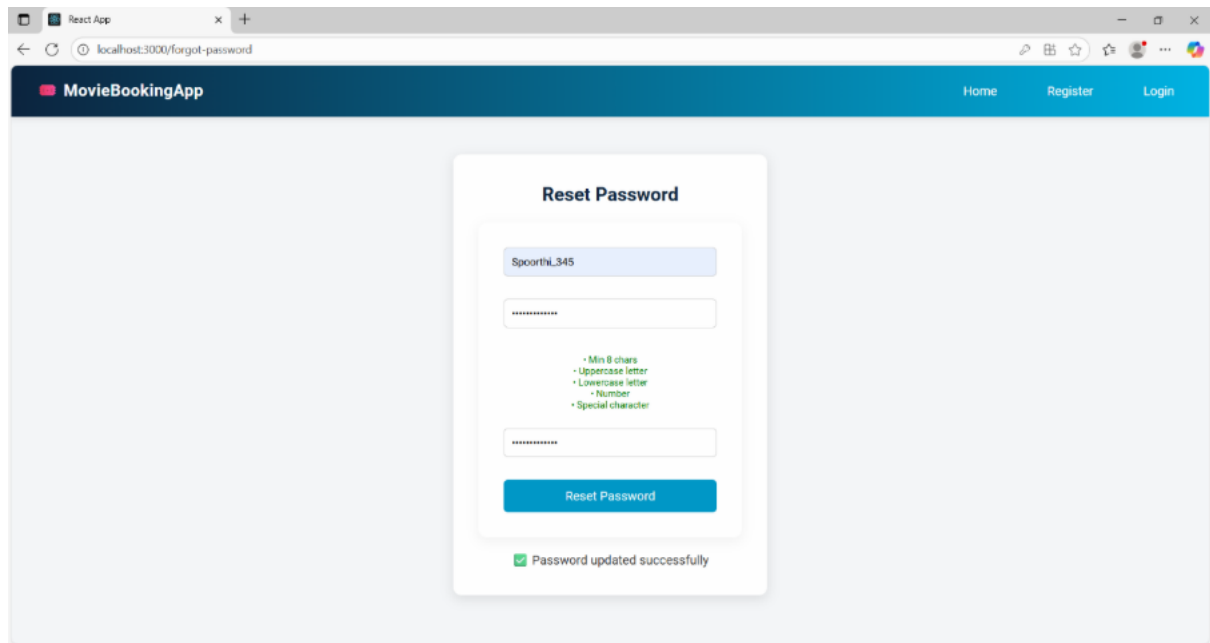 React App
localhost:3000/forgot-password
MovieBookingApp
Home Register Login
Reset Password
Spoorthi_345
•••••••••••••
• Min 8 chars
• Uppercase letter
• Lowercase letter
• Number
• Special character
•••••••••••••
Reset Password
Password updated successfully